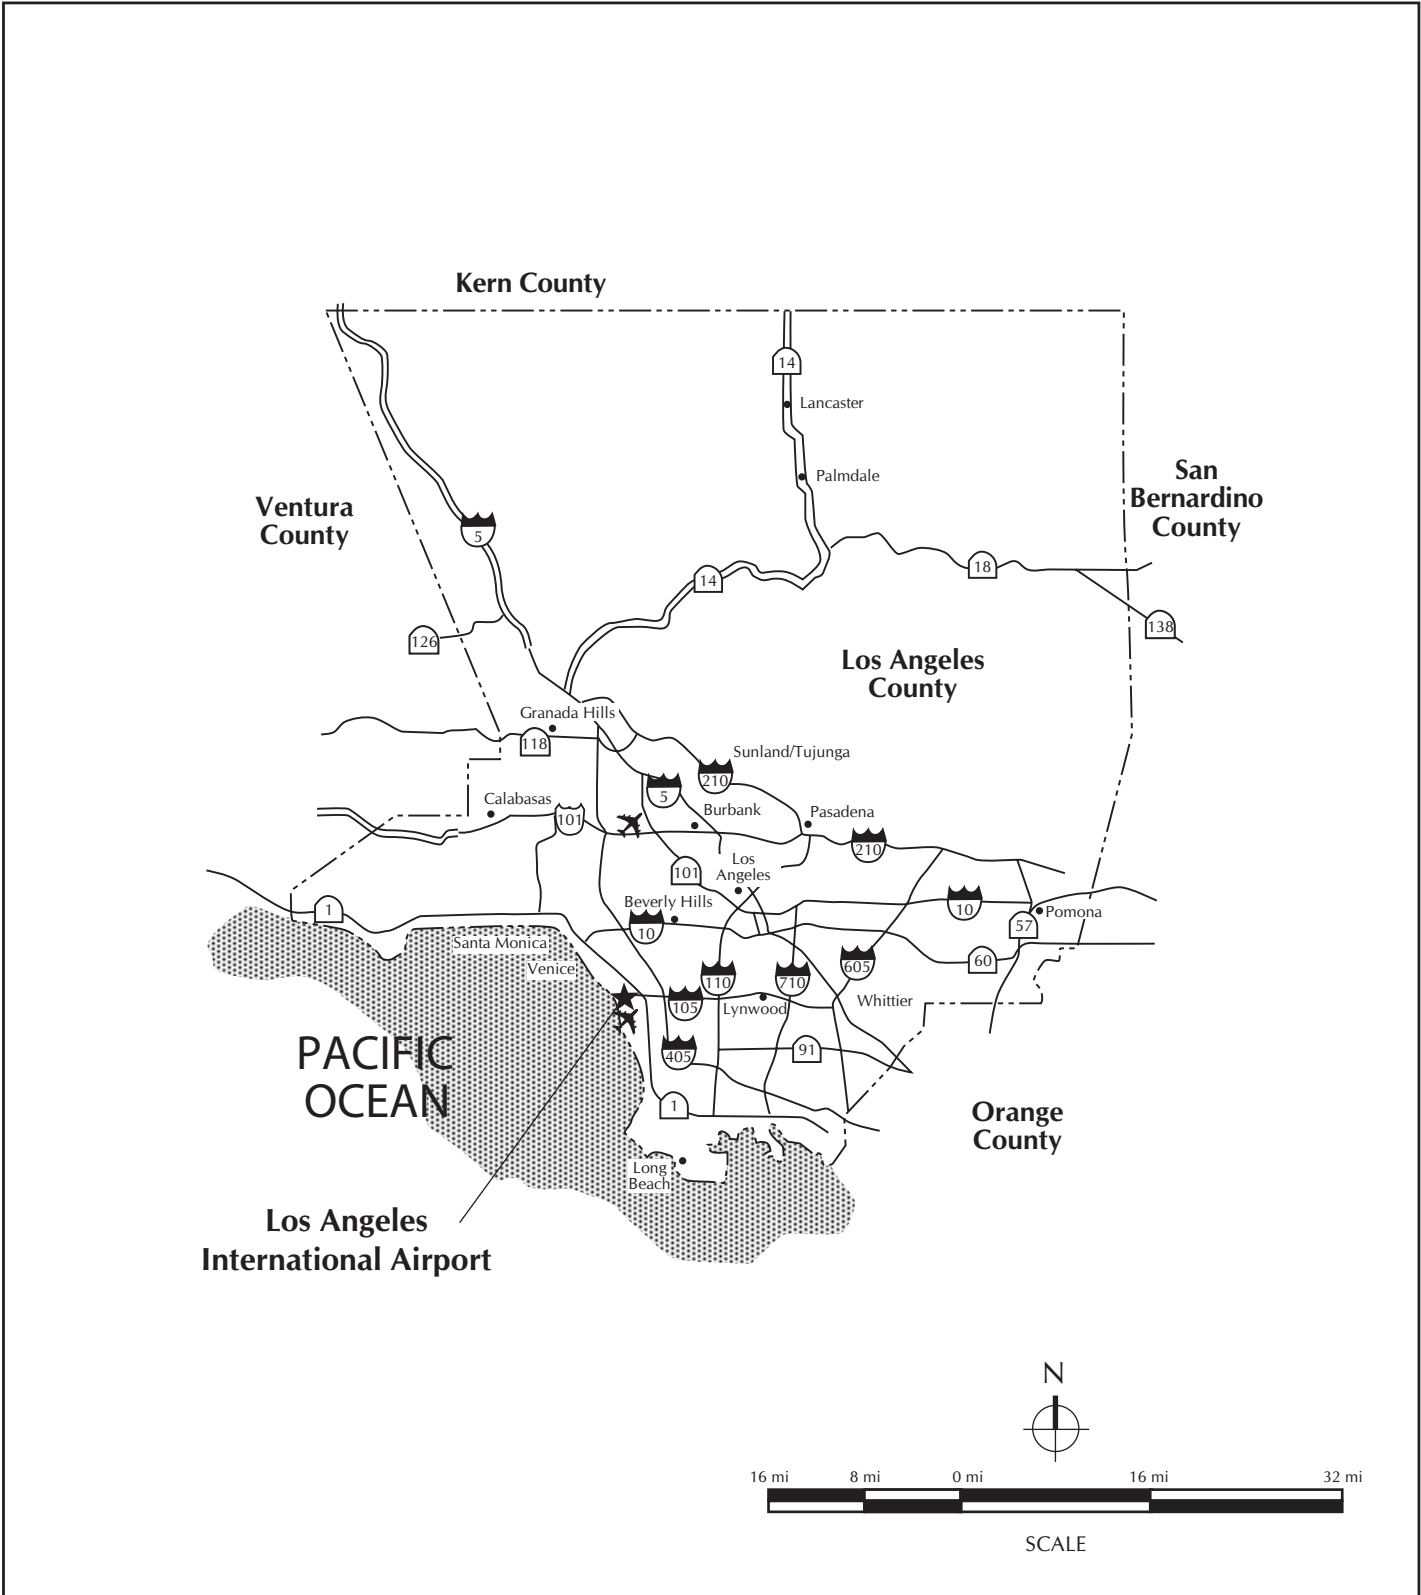 Kern County
14
Lancaster
Palmdale
San
Bernardino
County
Ventura
County
5
18
14
138
126
Los Angeles
County
Granada Hills
118
Sunland/Tujunga
210
5
Calabasas
101
Burbank
Pasadena
210
Los
Angeles
101
Beverly Hills
10
1
10
Pomona
57
Santa Monica
60
Venice
605
110
710
105
Lynwood
Whittier
PACIFIC
OCEAN
405
91
1
Orange
County
Long
Beach
Los Angeles
International Airport
N
16 mi 8 mi 0 mi 16 mi 32 mi
SCALE